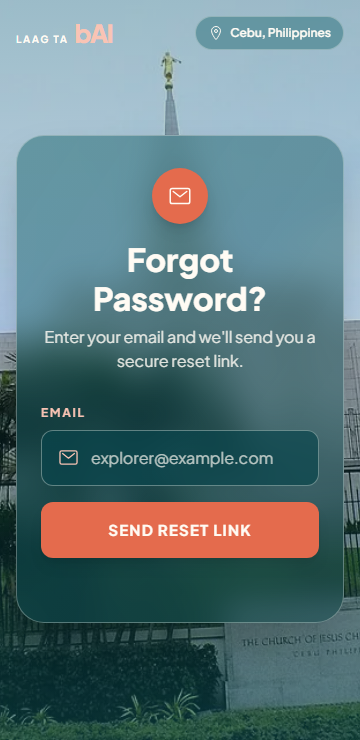 LAAG TA bAI
Cebu, Philippines
Forgot
Password?
Enter your email and we'll send you a
secure reset link.
EMAIL
explorer@example.com
SEND RESET LINK
THE CHURCH OF JESUS CH
CEBU PHILIPP